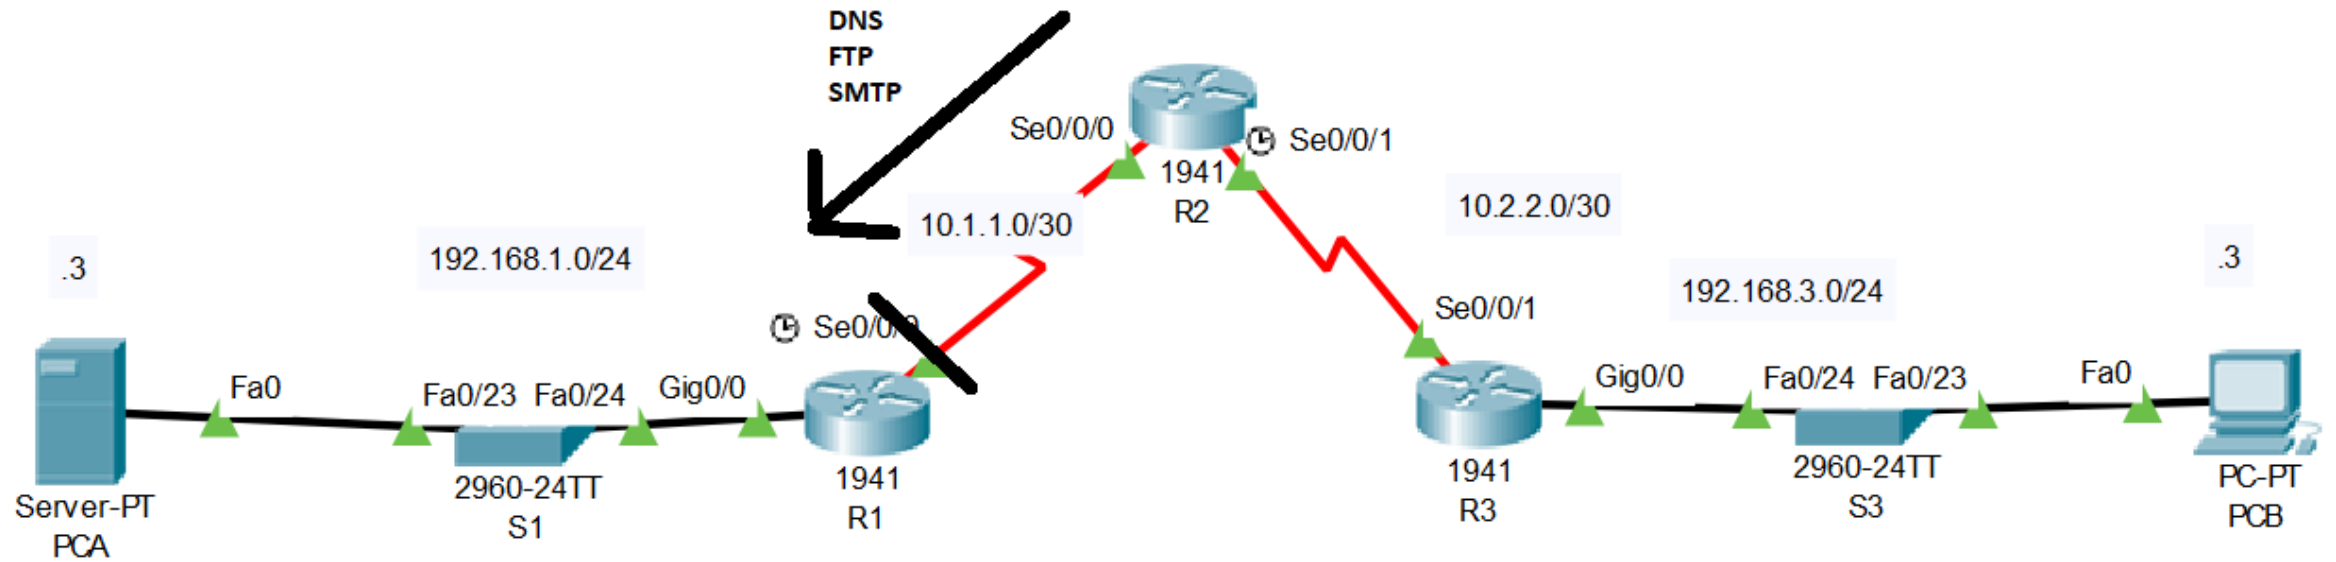 DNS
FTP
SMTP
Se0/0/0
Se0/0/1
1941
R2
10.1.1.0/30
10.2.2.0/30
.3
192.168.1.0/24
192.168.3.0/24
.3
Se0/0/0
Se0/0/1
Fa0
Fa0/23
Fa0/24
Gig0/0
Gig0/0
Fa0/24
Fa0/23
Fa0
Server-PT
PCA
2960-24TT
S1
1941
R1
1941
R3
2960-24TT
S3
PC-PT
PCB